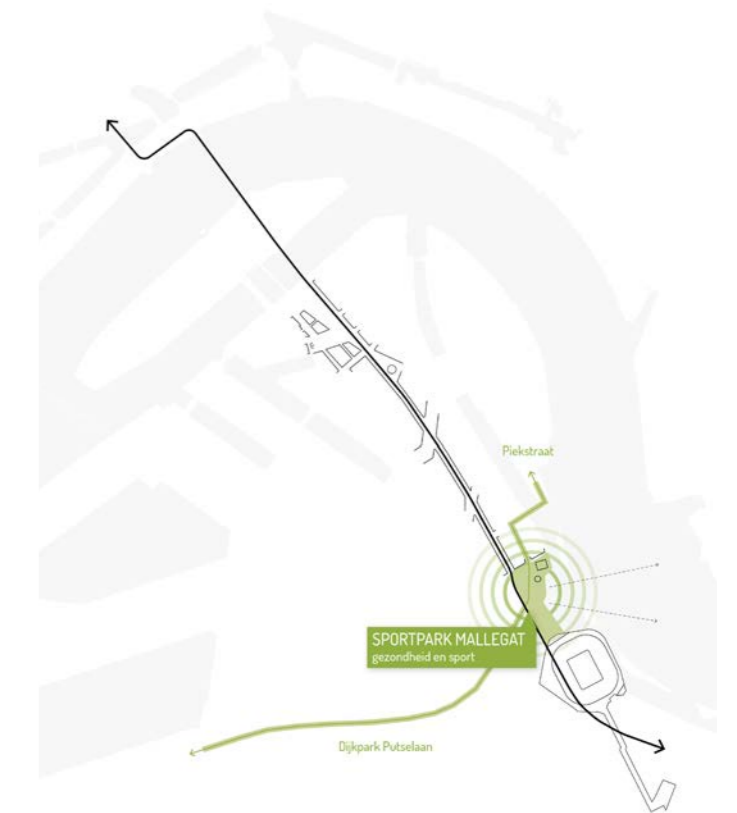 Piekstraat
SPORTPARK MALLEGAT
gezondheid en sport
Dijkpark Putselaan